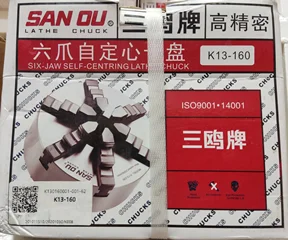 SAN OU
LATHE CHUCK
三鸥牌
高精密
六爪自定心卡盘
K13-160
SIX-JAW SELF-CENTRING LATHE CHUCK
ISO9001·14001
三鸥牌
K13-160
CHUCKS